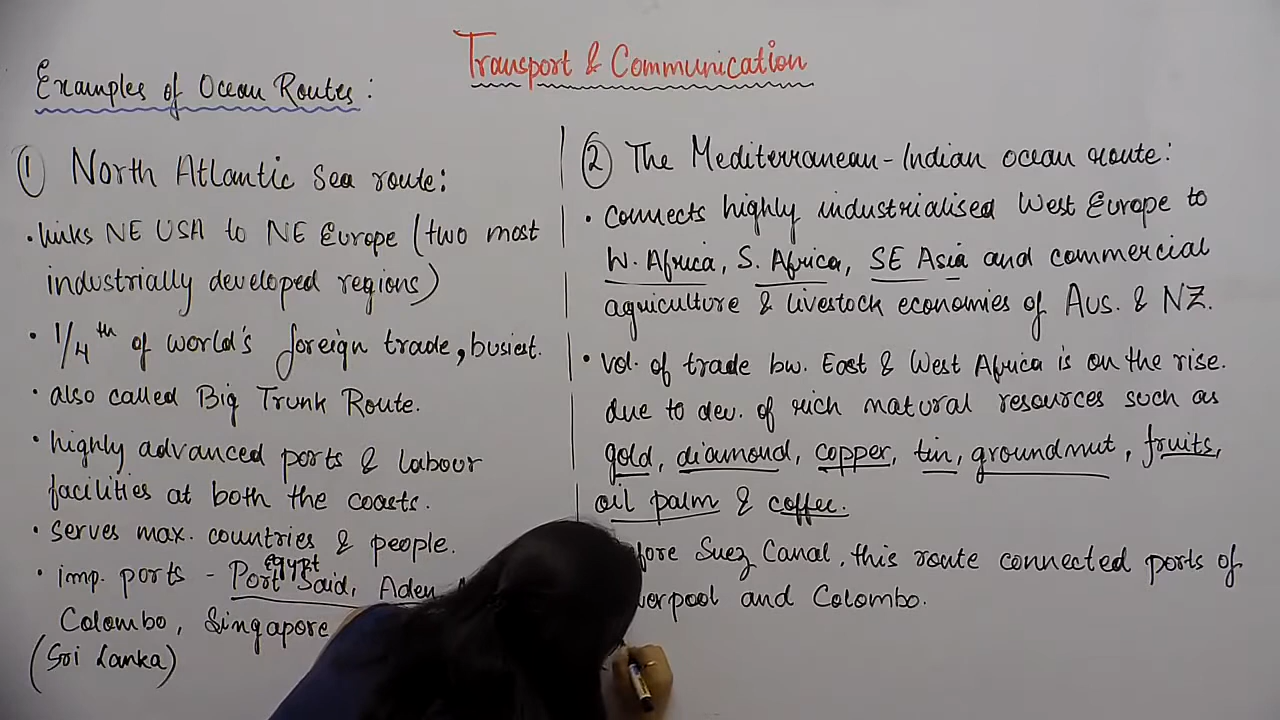 Transport & Communication
Examples of Ocean Routes :
① North Atlantic Sea route:
• links NE USA to NE Europe (two most
industrially developed regions)
• 1/4th of world's foreign trade, busiest.
• also called Big Trunk Route.
• highly advanced ports & labour
facilities at both the coasts.
• serves max. countries & people.
• imp. ports - Port Said, Aden
Egypt
Colombo, Singapore
(Sri Lanka)
② The Mediterranean-Indian ocean route:
• connects highly industrialised West Europe to
W. Africa, S. Africa, SE Asia and commercial
agriculture & livestock economies of Aus. & NZ.
• vol. of trade bw. East & West Africa is on the rise.
due to dev. of rich natural resources such as
gold, diamond, copper, tin, groundnut, fruits,
oil palm & coffee.
fore Suez Canal, this route connected ports of
erpool and Colombo.